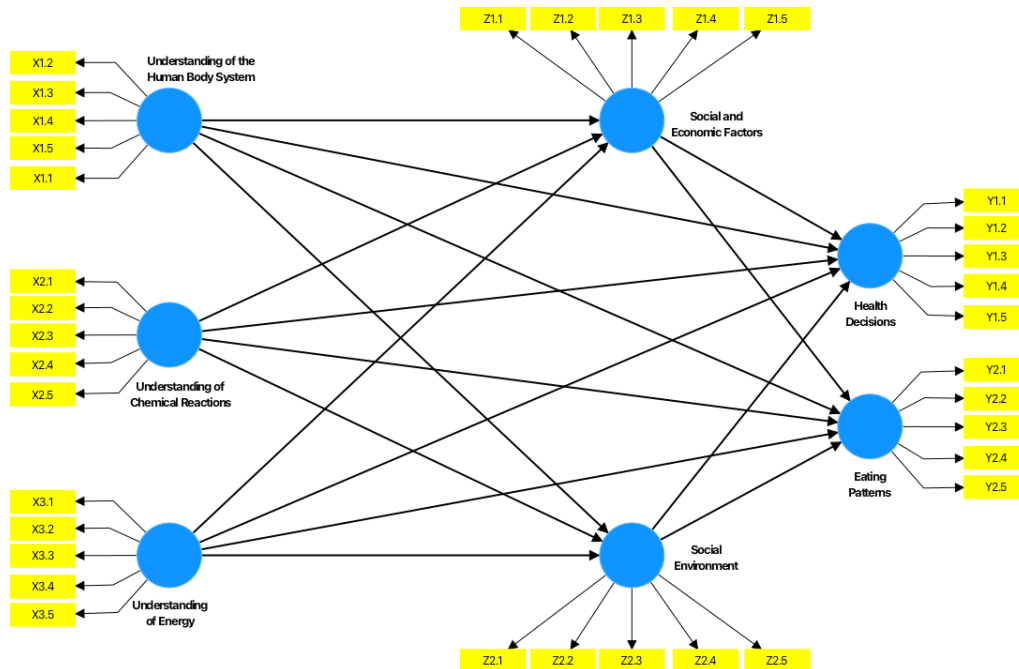 Z1.1
Z1.2
Z1.3
Z1.4
Z1.5
X1.2
X1.3
X1.4
X1.5
X1.1
Understanding of the
Human Body System
Social and
Economic Factors
Y1.1
Y1.2
Y1.3
Y1.4
Y1.5
Health
Decisions
X2.1
X2.2
X2.3
X2.4
X2.5
Understanding of
Chemical Reactions
Y2.1
Y2.2
Y2.3
Y2.4
Y2.5
Eating
Patterns
X3.1
X3.2
X3.3
X3.4
X3.5
Understanding
of Energy
Social
Environment
Z2.1
Z2.2
Z2.3
Z2.4
Z2.5